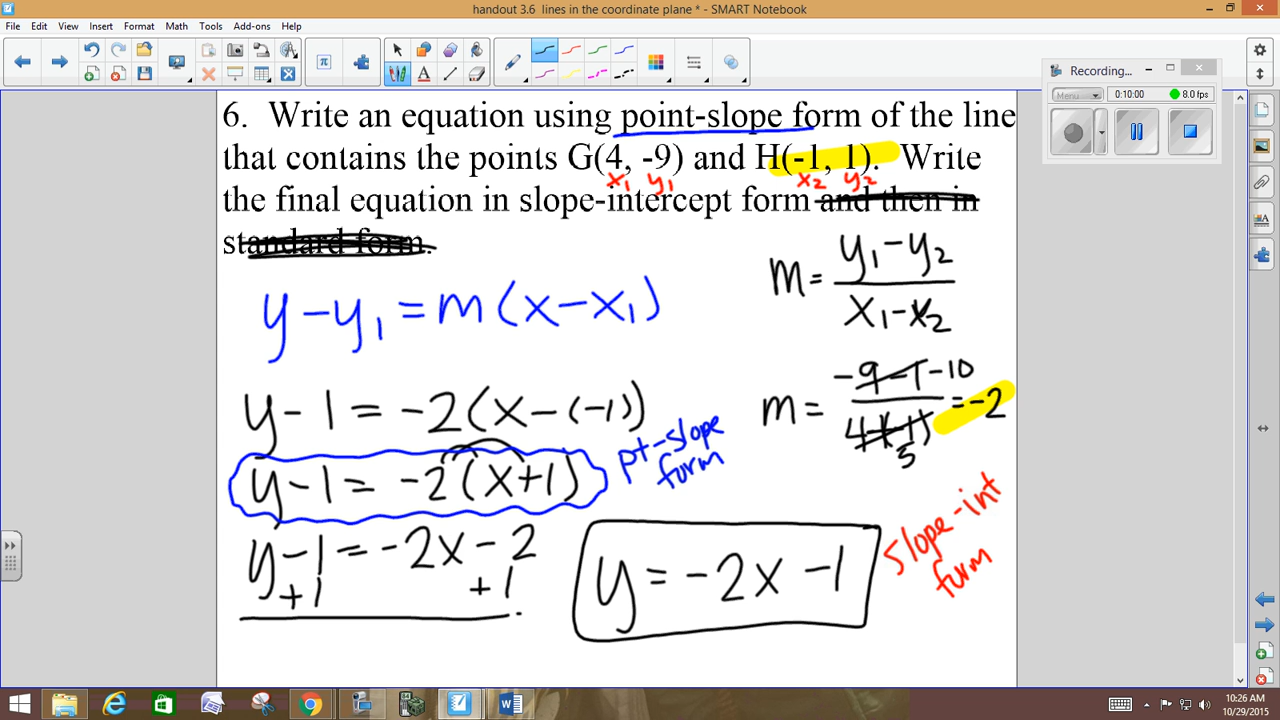 handout 3.6 lines in the coordinate plane * - SMART Notebook
File Edit View Insert Format Math Tools Add-ons Help
Recording...
Menu
0:10:00
8.0 fps
6. Write an equation using point-slope form of the line
that contains the points G(4, -9) and H(-1, 1). Write
x₁ y₁ x₂ y₂
the final equation in slope-intercept form and then in
standard form.
m = y₁-y₂
x₁-x₂
y-y₁ = m(x-x₁)
m = -9-1 -10
4-(-1)
5
= -2
y-1 = -2(x-(-1))
y-1 = -2(x+1)
pt-slope
form
y-1 = -2x-2
+1 +1
y = -2x-1
slope-int
form
10:26 AM
10/29/2015